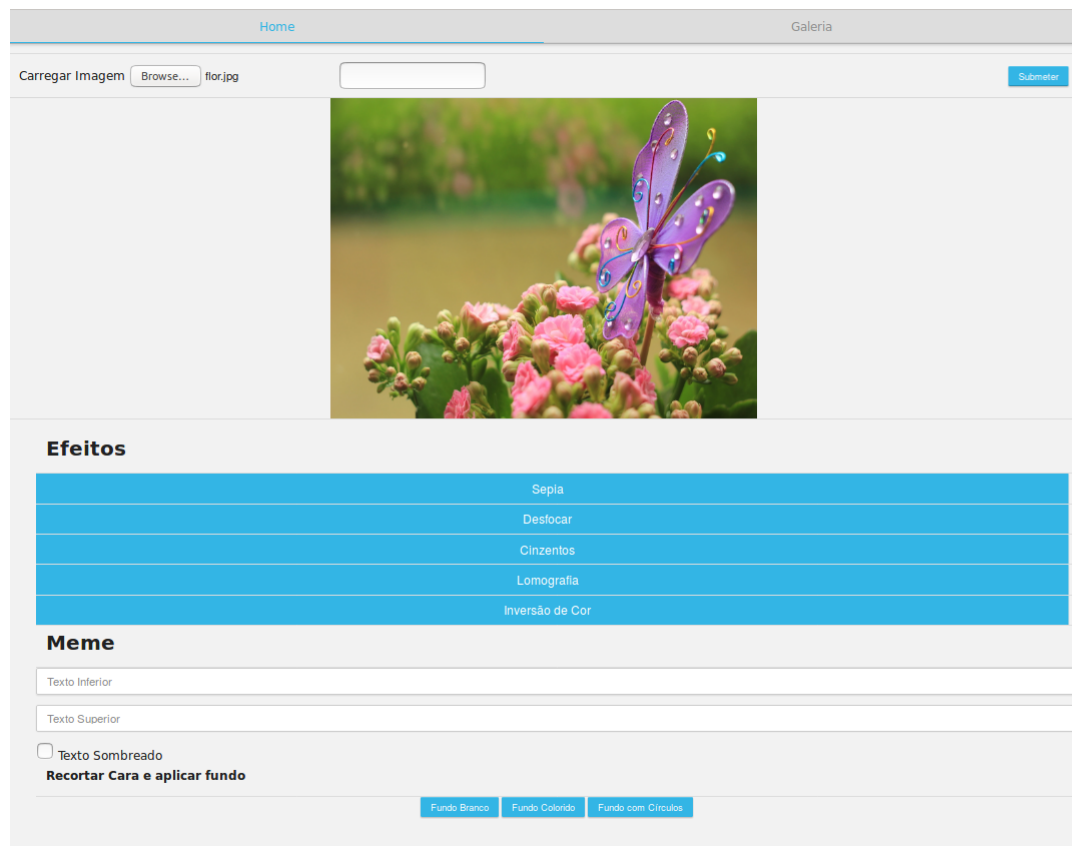 Home Galeria
Carregar Imagem Browse... flor.jpg Submeter
Efeitos
Sepia
Desfocar
Cinzentos
Lomografia
Inversão de Cor
Meme
Texto Inferior
Texto Superior
Texto Sombreado
Recortar Cara e aplicar fundo
Fundo Branco Fundo Colorido Fundo com Círculos